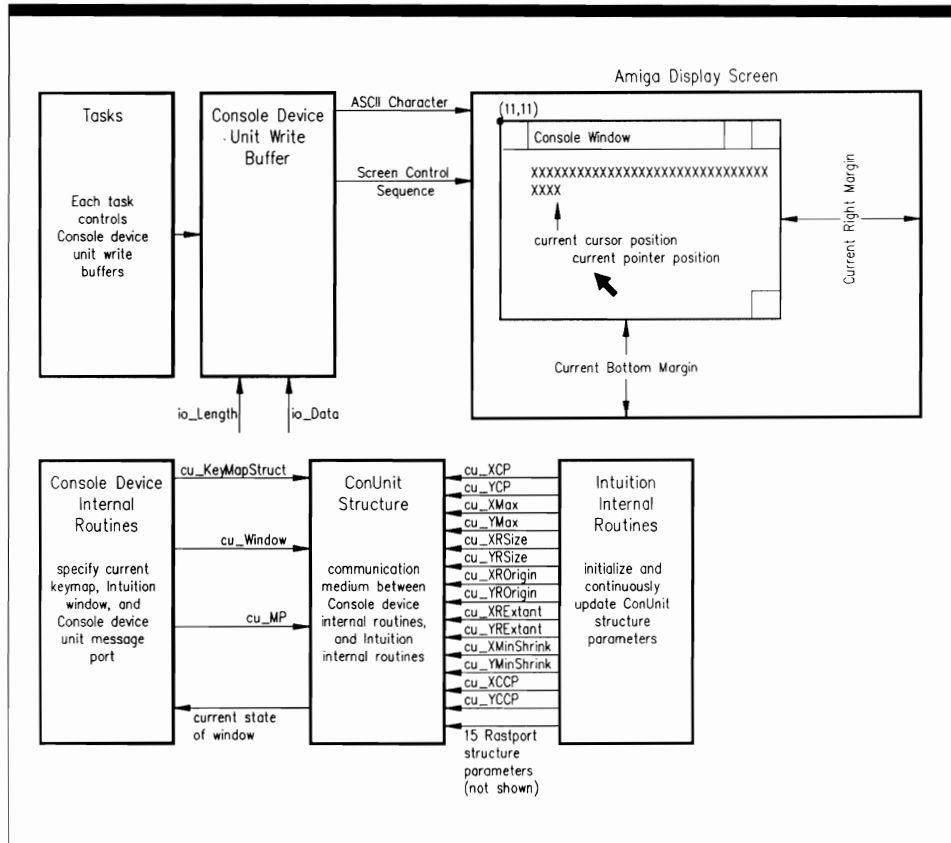 Amiga Display Screen
Tasks
Each task
controls
Console device
unit write
buffers
Console Device
Unit Write
Buffer
ASCII Character
Screen Control
Sequence
(11,11)
Console Window
XXXXXXXXXXXXXXXXXXXXXXXXXXXXXXX
XXXX
current cursor position
current pointer position
Current Right Margin
Current Bottom Margin
io_Length
io_Data
Console Device
Internal
Routines
specify current
keymap, Intuition
window, and
Console device
unit message
port
cu_KeyMapStruct
cu_Window
cu_MP
current state
of window
ConUnit
Structure
communication
medium between
Console device
internal routines,
and Intuition
internal routines
cu_XCP
cu_YCP
cu_XMax
cu_YMax
cu_XRSize
cu_YRSize
cu_XROrigin
cu_YROrigin
cu_XRExtant
cu_YRExtant
cu_XMinShrink
cu_YMinShrink
cu_XCCP
cu_YCCP
15 Rastport
structure
parameters
(not shown)
Intuition
Internal
Routines
initialize and
continuously
update ConUnit
structure
parameters